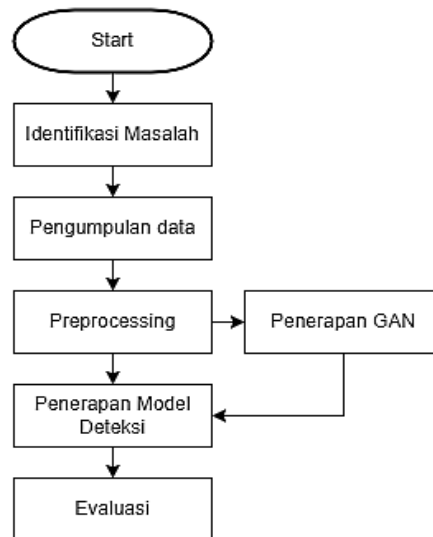 Start
Identifikasi Masalah
Pengumpulan data
Preprocessing
Penerapan GAN
Penerapan Model
Deteksi
Evaluasi